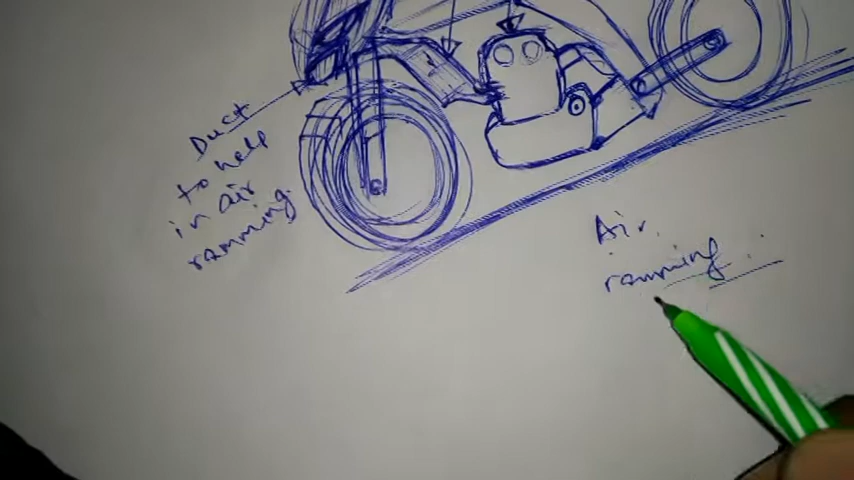 Duct
to help
in air
ramming.
Air
ramming